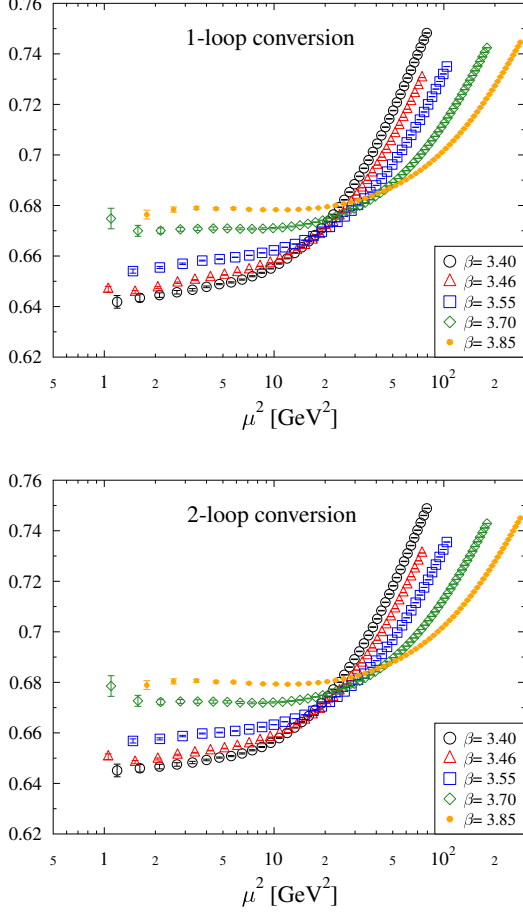 0.76
1-loop conversion
0.74
0.72
0.7
0.68
0.66
0.64
0.62
β= 3.40
β= 3.46
β= 3.55
β= 3.70
β= 3.85
5 1 2 5 10 2 5 10² 2
μ² [GeV²]
0.76
2-loop conversion
0.74
0.72
0.7
0.68
0.66
0.64
0.62
β= 3.40
β= 3.46
β= 3.55
β= 3.70
β= 3.85
5 1 2 5 10 2 5 10² 2
μ² [GeV²]